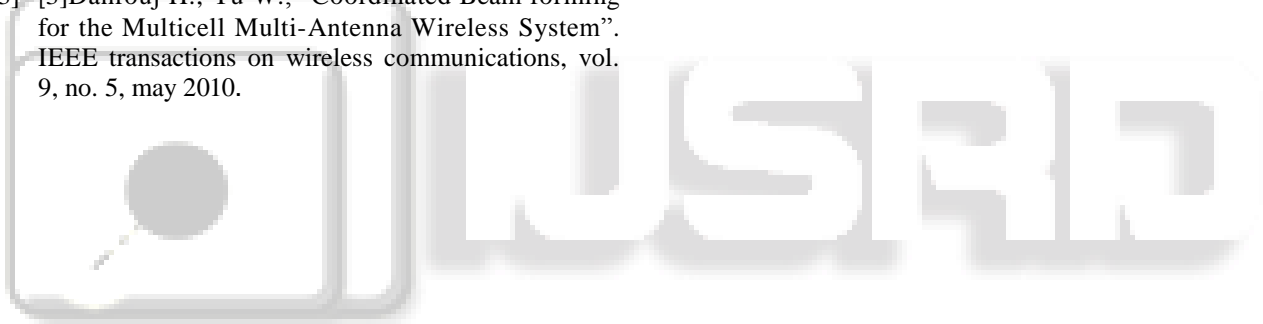 3] [3]Dahrouj H., Yu W., “Coordinated Beam forming
for the Multicell Multi-Antenna Wireless System”.
IEEE transactions on wireless communications, vol.
9, no. 5, may 2010.
IJSRD